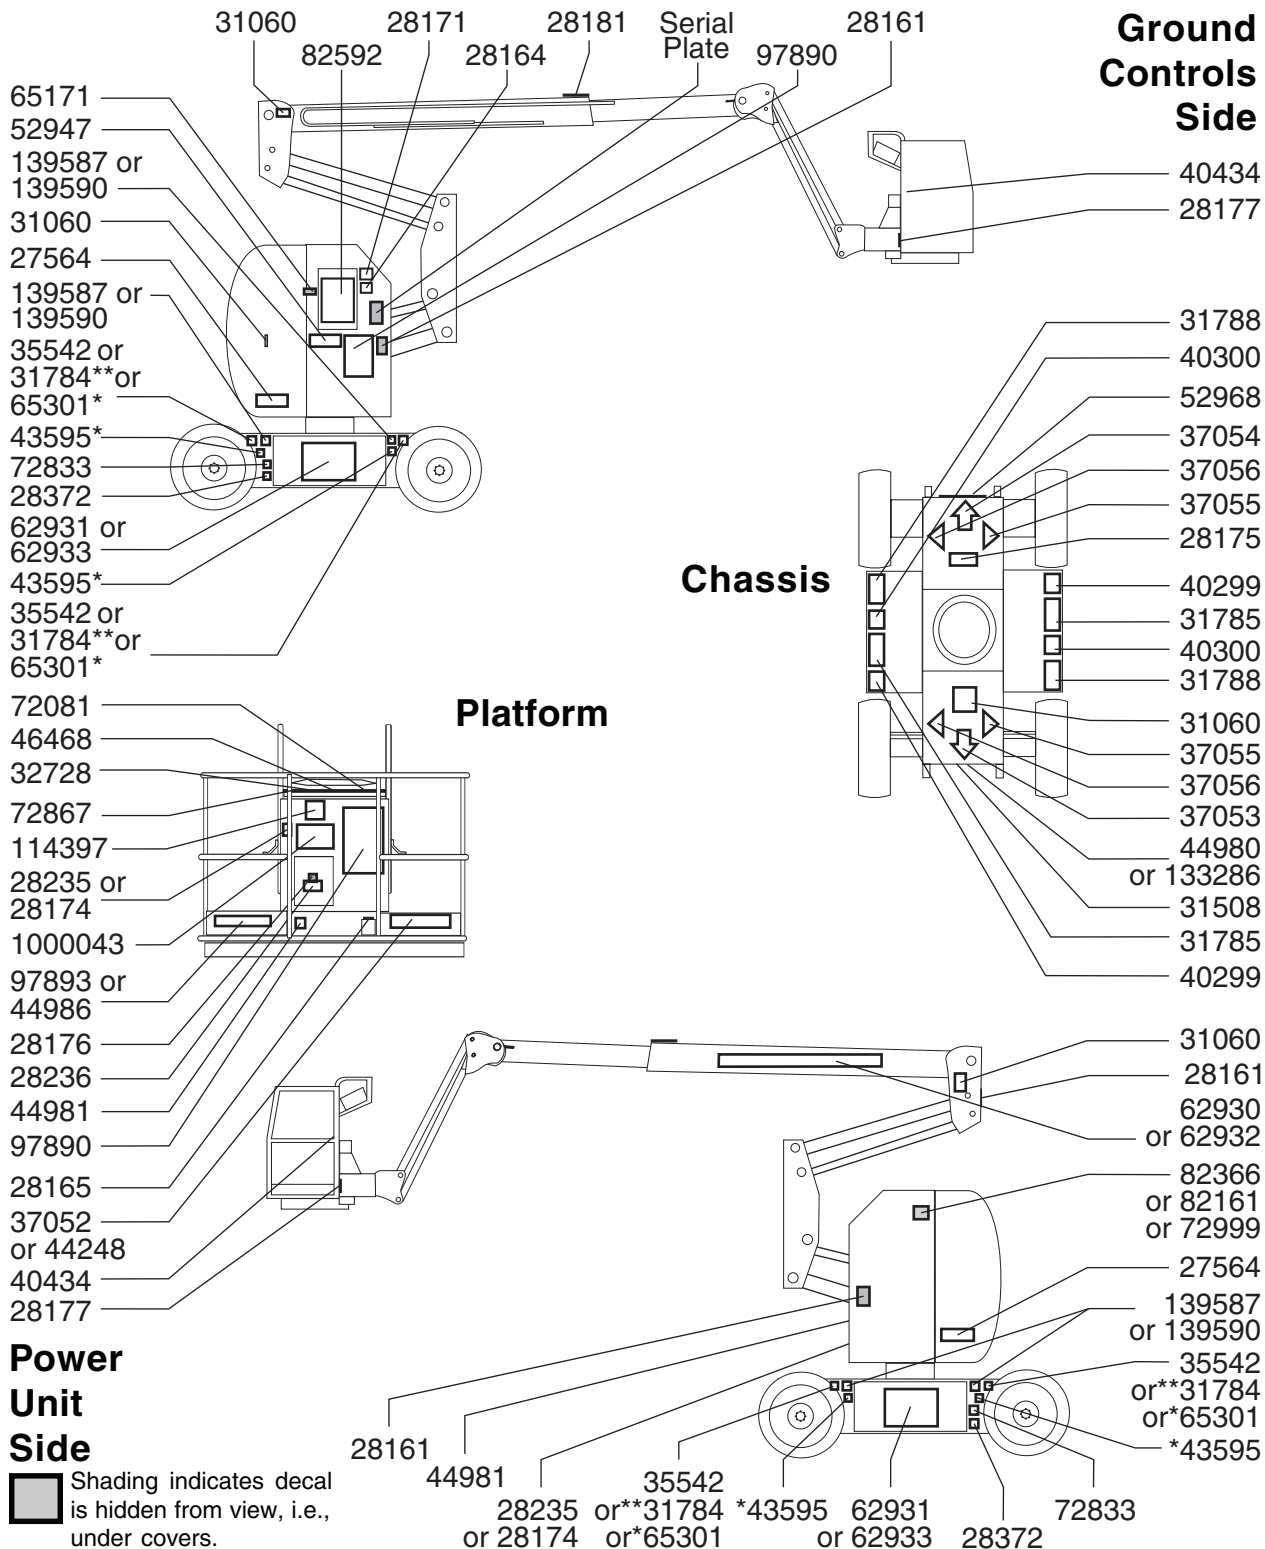 31060
28171
28181
Serial
Plate
28161
82592
28164
97890
Ground
Controls
Side
65171
52947
139587 or
139590
31060
27564
139587 or
139590
35542 or
31784**or
65301*
43595*
72833
28372
62931 or
62933
43595*
35542 or
31784**or
65301*
40434
28177
Chassis
31788
40300
52968
37054
37056
37055
28175
40299
31785
40300
31788
31060
37055
37056
37053
44980
or 133286
31508
31785
40299
Platform
72081
46468
32728
72867
114397
28235 or
28174
1000043
97893 or
44986
28176
28236
44981
97890
28165
37052
or 44248
40434
28177
31060
28161
62930
or 62932
82366
or 82161
or 72999
27564
139587
or 139590
35542
or**31784
or*65301
*43595
Power
Unit
Side
Shading indicates decal
is hidden from view, i.e.,
under covers.
28161
44981
28235
or 28174
35542
or**31784
or*65301
*43595
62931
or 62933
28372
72833